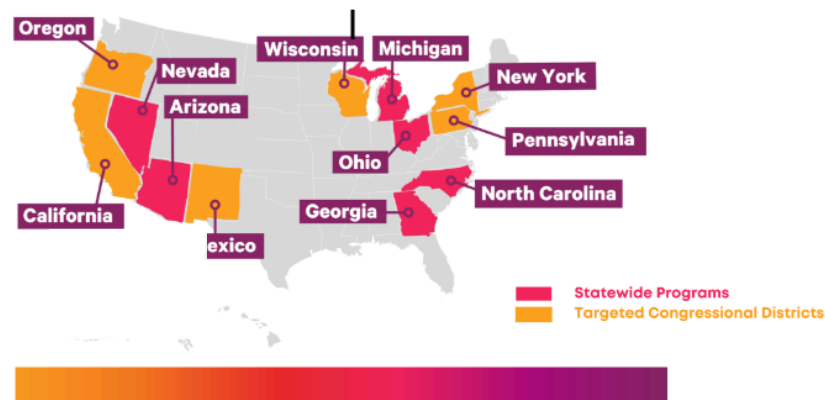 Oregon
Wisconsin
Michigan
Nevada
New York
Arizona
Pennsylvania
Ohio
North Carolina
Georgia
California
exico
Statewide Programs
Targeted Congressional Districts